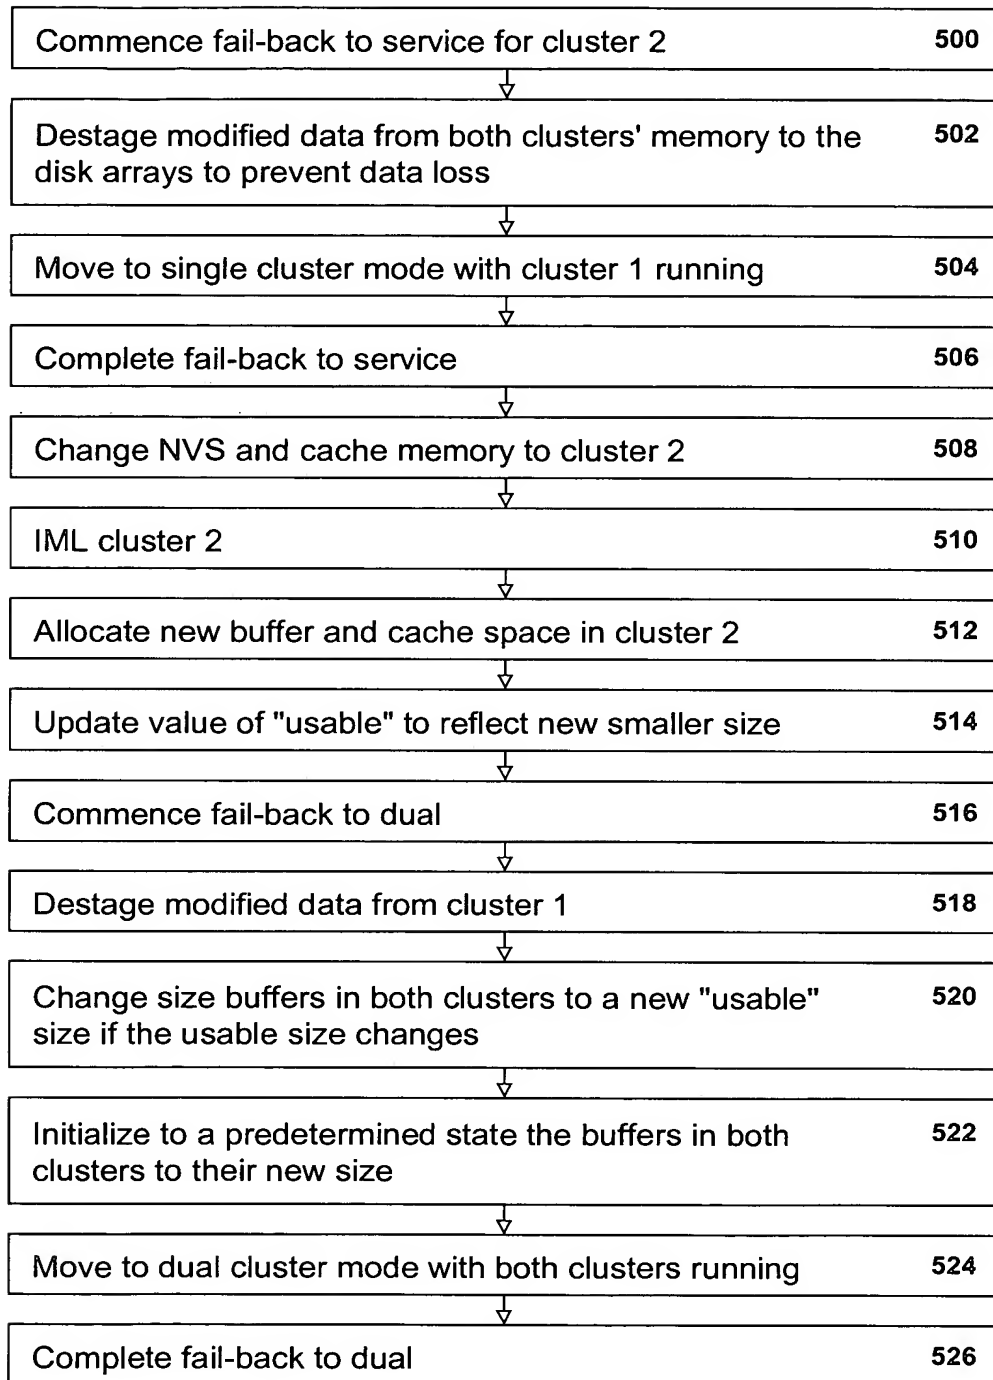 Commence fail-back to service for cluster 2 500
Destage modified data from both clusters' memory to the 502
disk arrays to prevent data loss
Move to single cluster mode with cluster 1 running 504
Complete fail-back to service 506
Change NVS and cache memory to cluster 2 508
IML cluster 2 510
Allocate new buffer and cache space in cluster 2 512
Update value of "usable" to reflect new smaller size 514
Commence fail-back to dual 516
Destage modified data from cluster 1 518
Change size buffers in both clusters to a new "usable" 520
size if the usable size changes
Initialize to a predetermined state the buffers in both 522
clusters to their new size
Move to dual cluster mode with both clusters running 524
Complete fail-back to dual 526